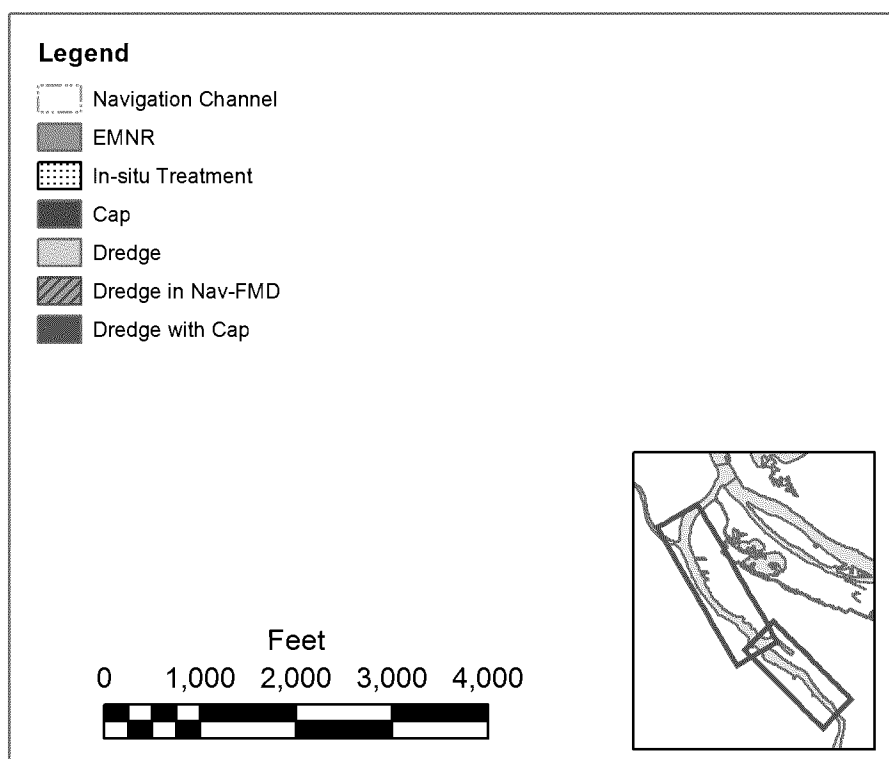 Legend
Navigation Channel
EMNR
In-situ Treatment
Cap
Dredge
Dredge in Nav-FMD
Dredge with Cap
Feet
0 1,000 2,000 3,000 4,000